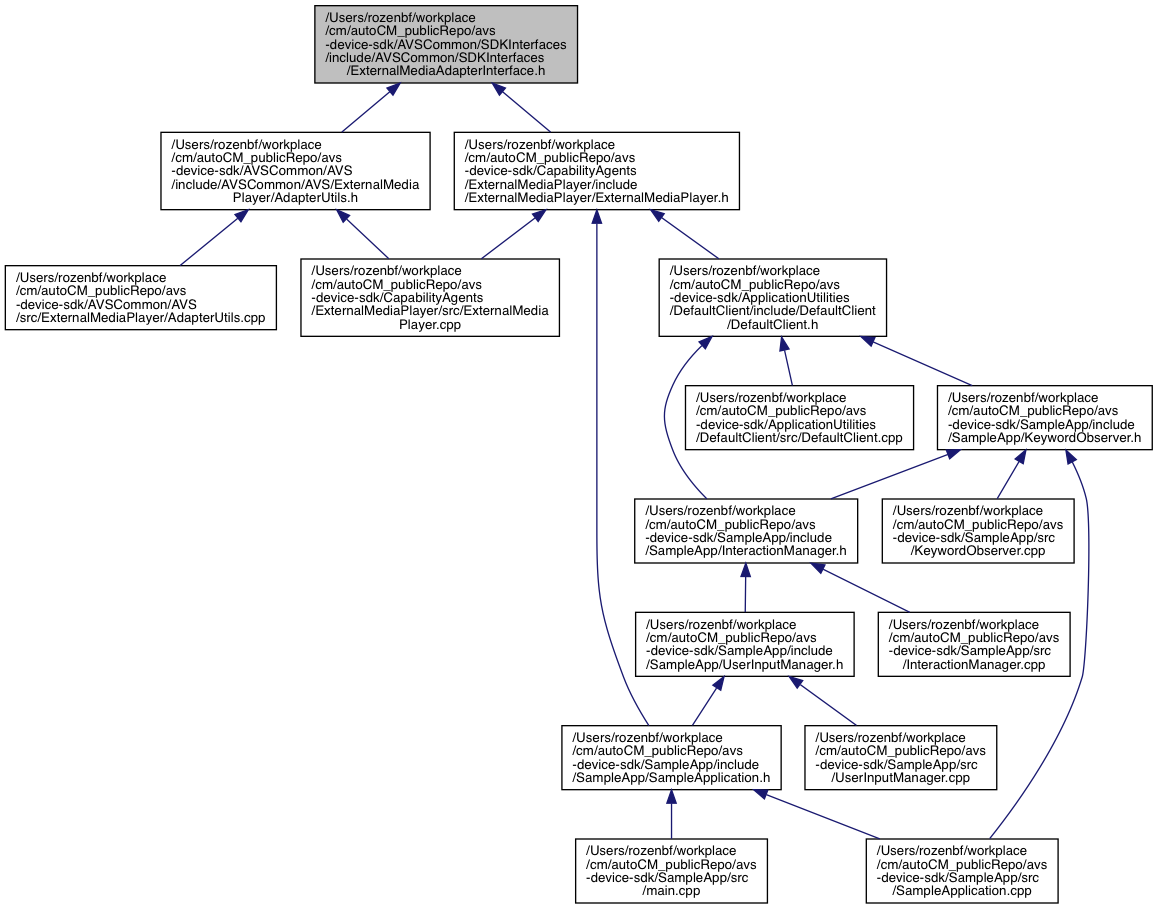 /Users/rozenbf/workplace
/cm/autoCM_publicRepo/avs
-device-sdk/AVSCommon/SDKInterfaces
/include/AVSCommon/SDKInterfaces
/ExternalMediaAdapterInterface.h
/Users/rozenbf/workplace
/cm/autoCM_publicRepo/avs
-device-sdk/AVSCommon/AVS
/include/AVSCommon/AVS/ExternalMedia
Player/AdapterUtils.h
/Users/rozenbf/workplace
/cm/autoCM_publicRepo/avs
-device-sdk/CapabilityAgents
/ExternalMediaPlayer/include
/ExternalMediaPlayer/ExternalMediaPlayer.h
/Users/rozenbf/workplace
/cm/autoCM_publicRepo/avs
-device-sdk/AVSCommon/AVS
/src/ExternalMediaPlayer/AdapterUtils.cpp
/Users/rozenbf/workplace
/cm/autoCM_publicRepo/avs
-device-sdk/CapabilityAgents
/ExternalMediaPlayer/src/ExternalMedia
Player.cpp
/Users/rozenbf/workplace
/cm/autoCM_publicRepo/avs
-device-sdk/ApplicationUtilities
/DefaultClient/include/DefaultClient
/DefaultClient.h
/Users/rozenbf/workplace
/cm/autoCM_publicRepo/avs
-device-sdk/ApplicationUtilities
/DefaultClient/src/DefaultClient.cpp
/Users/rozenbf/workplace
/cm/autoCM_publicRepo/avs
-device-sdk/SampleApp/include
/SampleApp/KeywordObserver.h
/Users/rozenbf/workplace
/cm/autoCM_publicRepo/avs
-device-sdk/SampleApp/include
/SampleApp/InteractionManager.h
/Users/rozenbf/workplace
/cm/autoCM_publicRepo/avs
-device-sdk/SampleApp/src
/KeywordObserver.cpp
/Users/rozenbf/workplace
/cm/autoCM_publicRepo/avs
-device-sdk/SampleApp/include
/SampleApp/UserInputManager.h
/Users/rozenbf/workplace
/cm/autoCM_publicRepo/avs
-device-sdk/SampleApp/src
/InteractionManager.cpp
/Users/rozenbf/workplace
/cm/autoCM_publicRepo/avs
-device-sdk/SampleApp/include
/SampleApp/SampleApplication.h
/Users/rozenbf/workplace
/cm/autoCM_publicRepo/avs
-device-sdk/SampleApp/src
/UserInputManager.cpp
/Users/rozenbf/workplace
/cm/autoCM_publicRepo/avs
-device-sdk/SampleApp/src
/main.cpp
/Users/rozenbf/workplace
/cm/autoCM_publicRepo/avs
-device-sdk/SampleApp/src
/SampleApplication.cpp